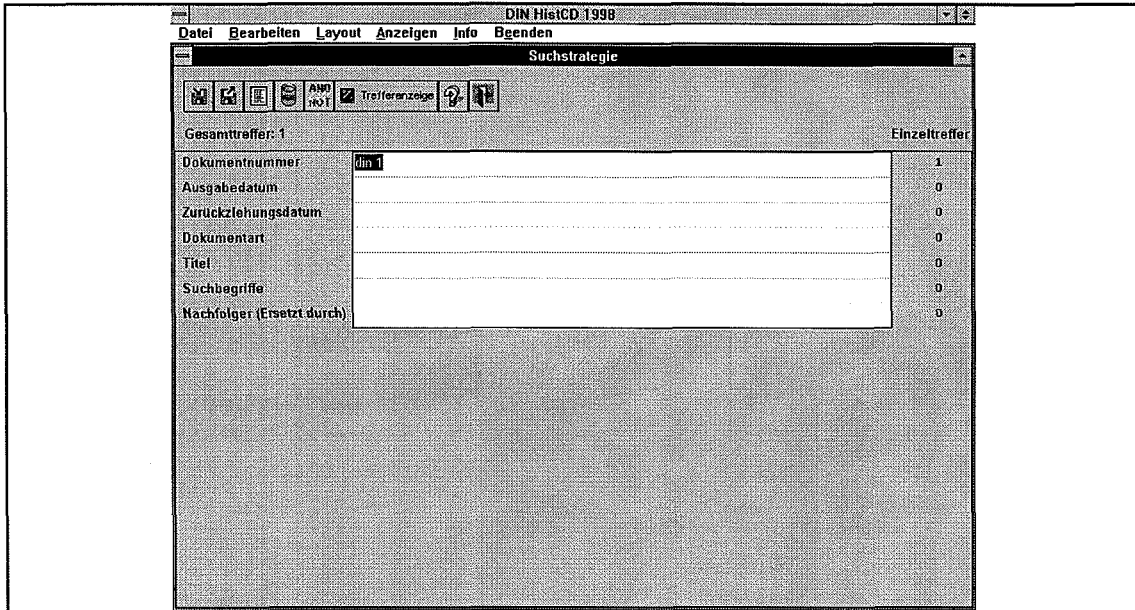 DIN HistCD 1998
Datei Bearbeiten Layout Anzeigen Info Beenden
Suchstrategie
AND NOT Trefferanzeige
Gesamttreffer: 1 Einzeltreffer
Dokumentnummer din 1 1
Ausgabedatum 0
Zurückziehungsdatum 0
Dokumentart 0
Titel 0
Suchbegriffe 0
Nachfolger (Ersetzt durch) 0